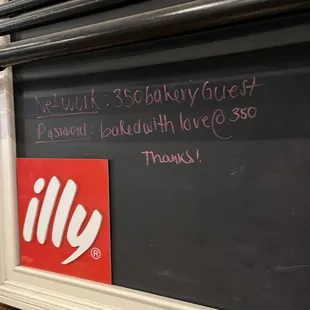 Network : 350bakeryGuest
Password : bakedwithlove@350
Thanks!
illy®